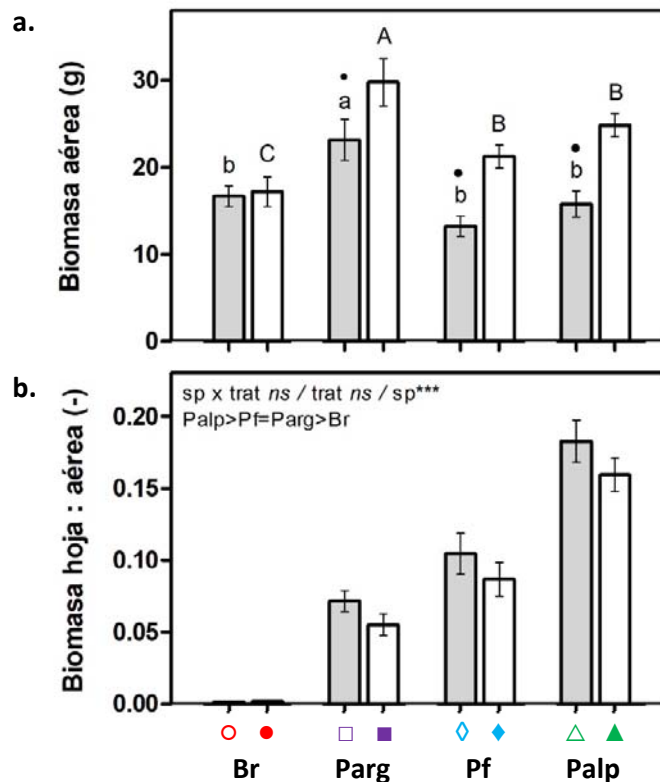 a.
Biomasa aérea (g)
30
20
10
0
b
C
a
A
b
B
b
B
b.
Biomasa hoja : aérea (-)
0.20
0.15
0.10
0.05
0.00
sp x trat ns / trat ns / sp***
Palp>Pf=Parg>Br
Br Parg Pf Palp